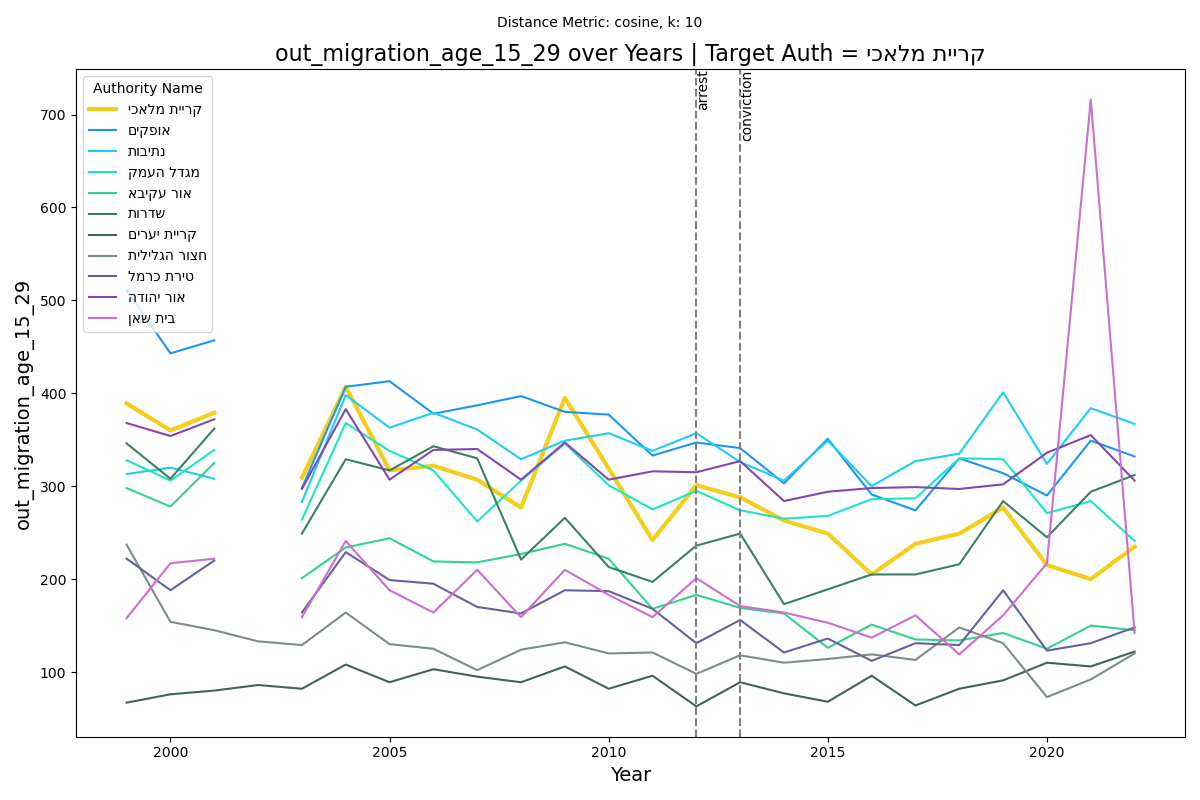 Distance Metric: cosine, k: 10
out_migration_age_15_29 over Years | Target Auth = קריית מלאכי
Authority Name
קריית מלאכי
אופקים
נתיבות
מגדל העמק
אור עקיבא
שדרות
קריית יערים
חצור הגלילית
טירת כרמל
אור יהודה
בית שאן
arrest
conviction
out_migration_age_15_29
700
600
500
400
300
200
100
2000
2005
2010
2015
2020
Year